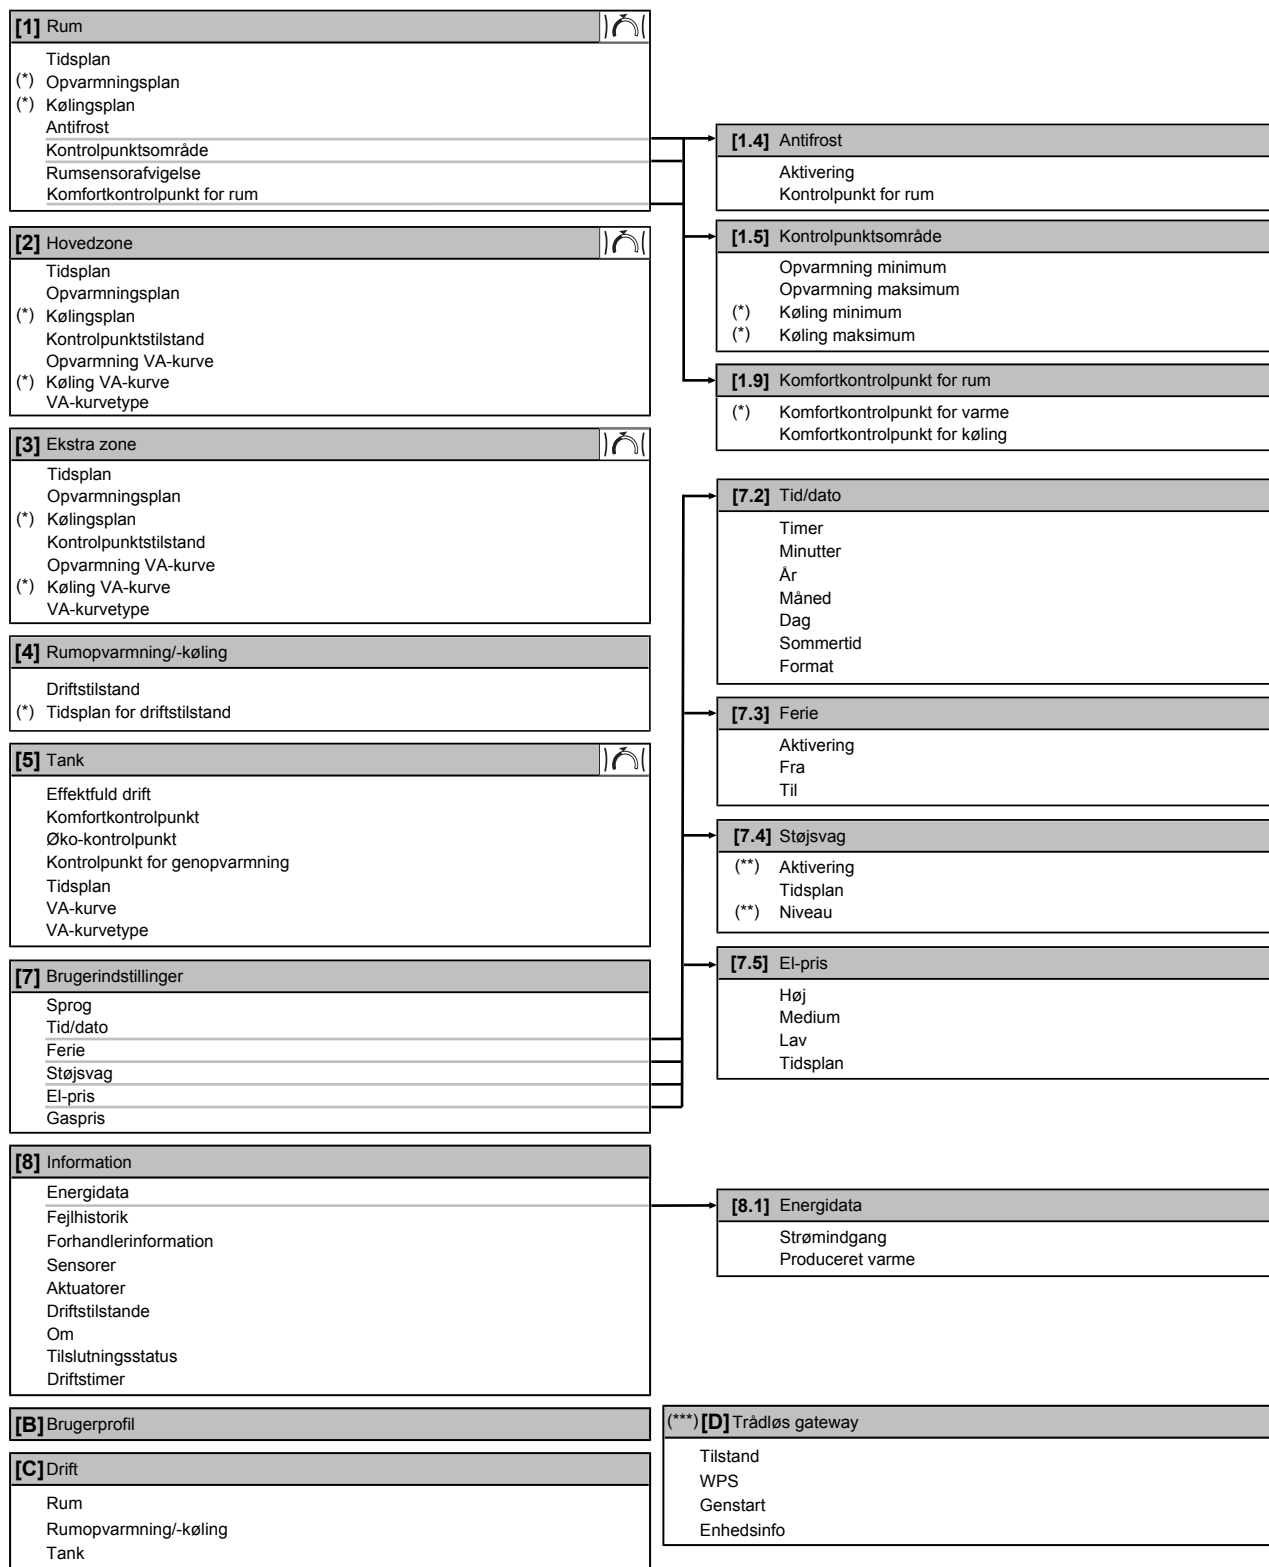 [1] Rum
Tidsplan
(*) Opvarmningsplan
(*) Kølingsplan
Antifrost
Kontrolpunktsområde
Rumsensorafvigelse
Komfortkontrolpunkt for rum
[2] Hovedzone
Tidsplan
Opvarmningsplan
(*) Kølingsplan
Kontrolpunktstilstand
Opvarmning VA-kurve
(*) Køling VA-kurve
VA-kurvetype
[3] Ekstra zone
Tidsplan
Opvarmningsplan
(*) Kølingsplan
Kontrolpunktstilstand
Opvarmning VA-kurve
(*) Køling VA-kurve
VA-kurvetype
[4] Rumopvarmning/-køling
Driftstilstand
(*) Tidsplan for driftstilstand
[5] Tank
Effektfuld drift
Komfortkontrolpunkt
Øko-kontrolpunkt
Kontrolpunkt for genopvarmning
Tidsplan
VA-kurve
VA-kurvetype
[7] Brugerindstillinger
Sprog
Tid/dato
Ferie
Støjsvag
El-pris
Gaspris
[8] Information
Energidata
Fejlhistorik
Forhandlerinformation
Sensorer
Aktuatorer
Driftstilstande
Om
Tilslutningsstatus
Driftstimer
[B] Brugerprofil
[C] Drift
Rum
Rumopvarmning/-køling
Tank
[1.4] Antifrost
Aktivering
Kontrolpunkt for rum
[1.5] Kontrolpunktsområde
Opvarmning minimum
Opvarmning maksimum
(*) Køling minimum
(*) Køling maksimum
[1.9] Komfortkontrolpunkt for rum
(*) Komfortkontrolpunkt for varme
Komfortkontrolpunkt for køling
[7.2] Tid/dato
Timer
Minutter
År
Måned
Dag
Sommertid
Format
[7.3] Ferie
Aktivering
Fra
Til
[7.4] Støjsvag
(**) Aktivering
Tidsplan
(**) Niveau
[7.5] El-pris
Høj
Medium
Lav
Tidsplan
[8.1] Energidata
Strømindgang
Produceret varme
(***) [D] Trådløs gateway
Tilstand
WPS
Genstart
Enhedsinfo